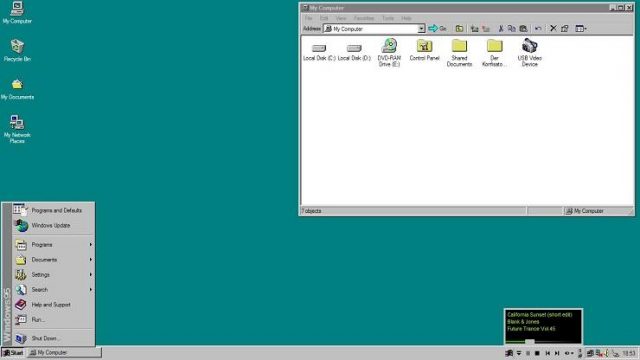 My Computer
Recycle Bin
My Documents
My Network
Places
My Computer
File Edit View Favorites Tools Help
Address My Computer Go
Local Disk (C:) Local Disk (D:) DVD-RAM Control Panel Shared Der USB Video
Drive (E:) Documents Device
7 objects
My Computer
Programs and Defaults
Windows Update
Programs
Documents
Settings
Search
Help and Support
Run...
Shut Down...
Windows95
California Sunset (short edit)
Blank & Jones
Future Trance Vol.45
Start My Computer
18:53